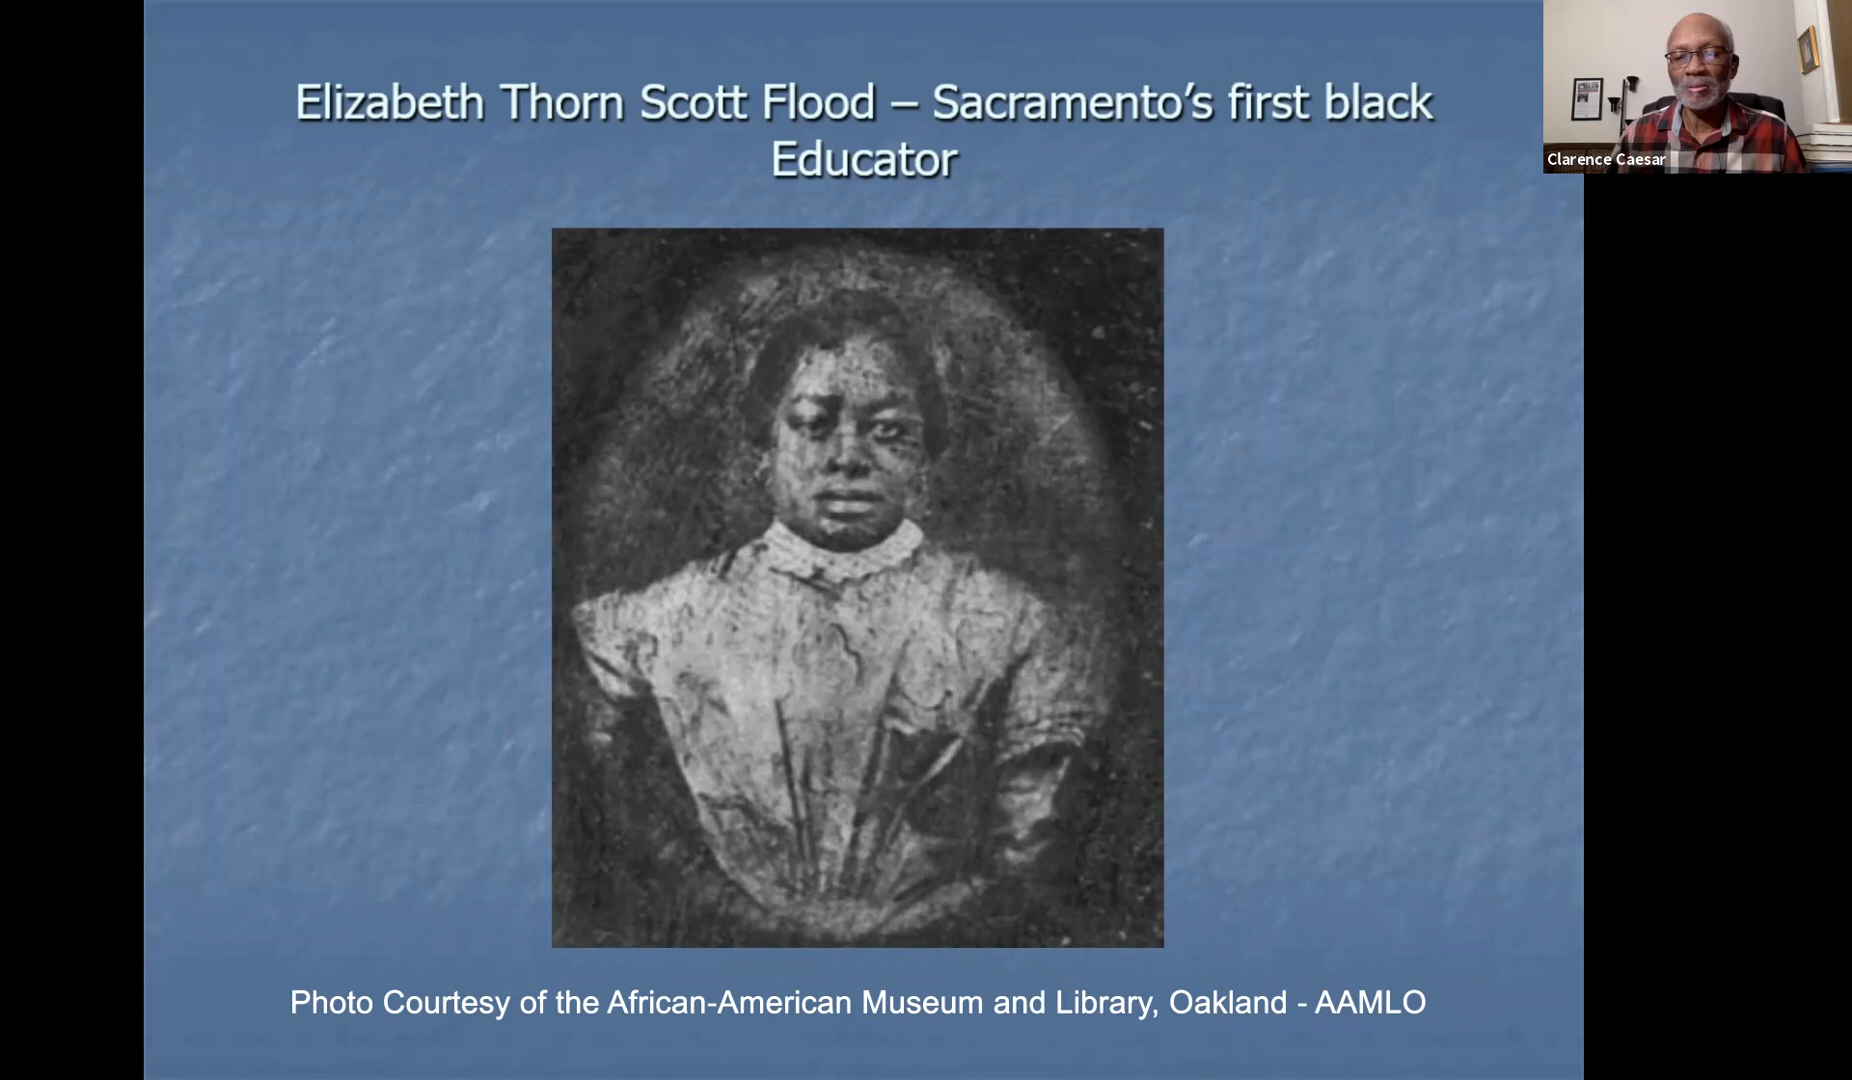 Elizabeth Thorn Scott Flood – Sacramento’s first black
Educator
Clarence Caesar
Photo Courtesy of the African-American Museum and Library, Oakland - AAMLO